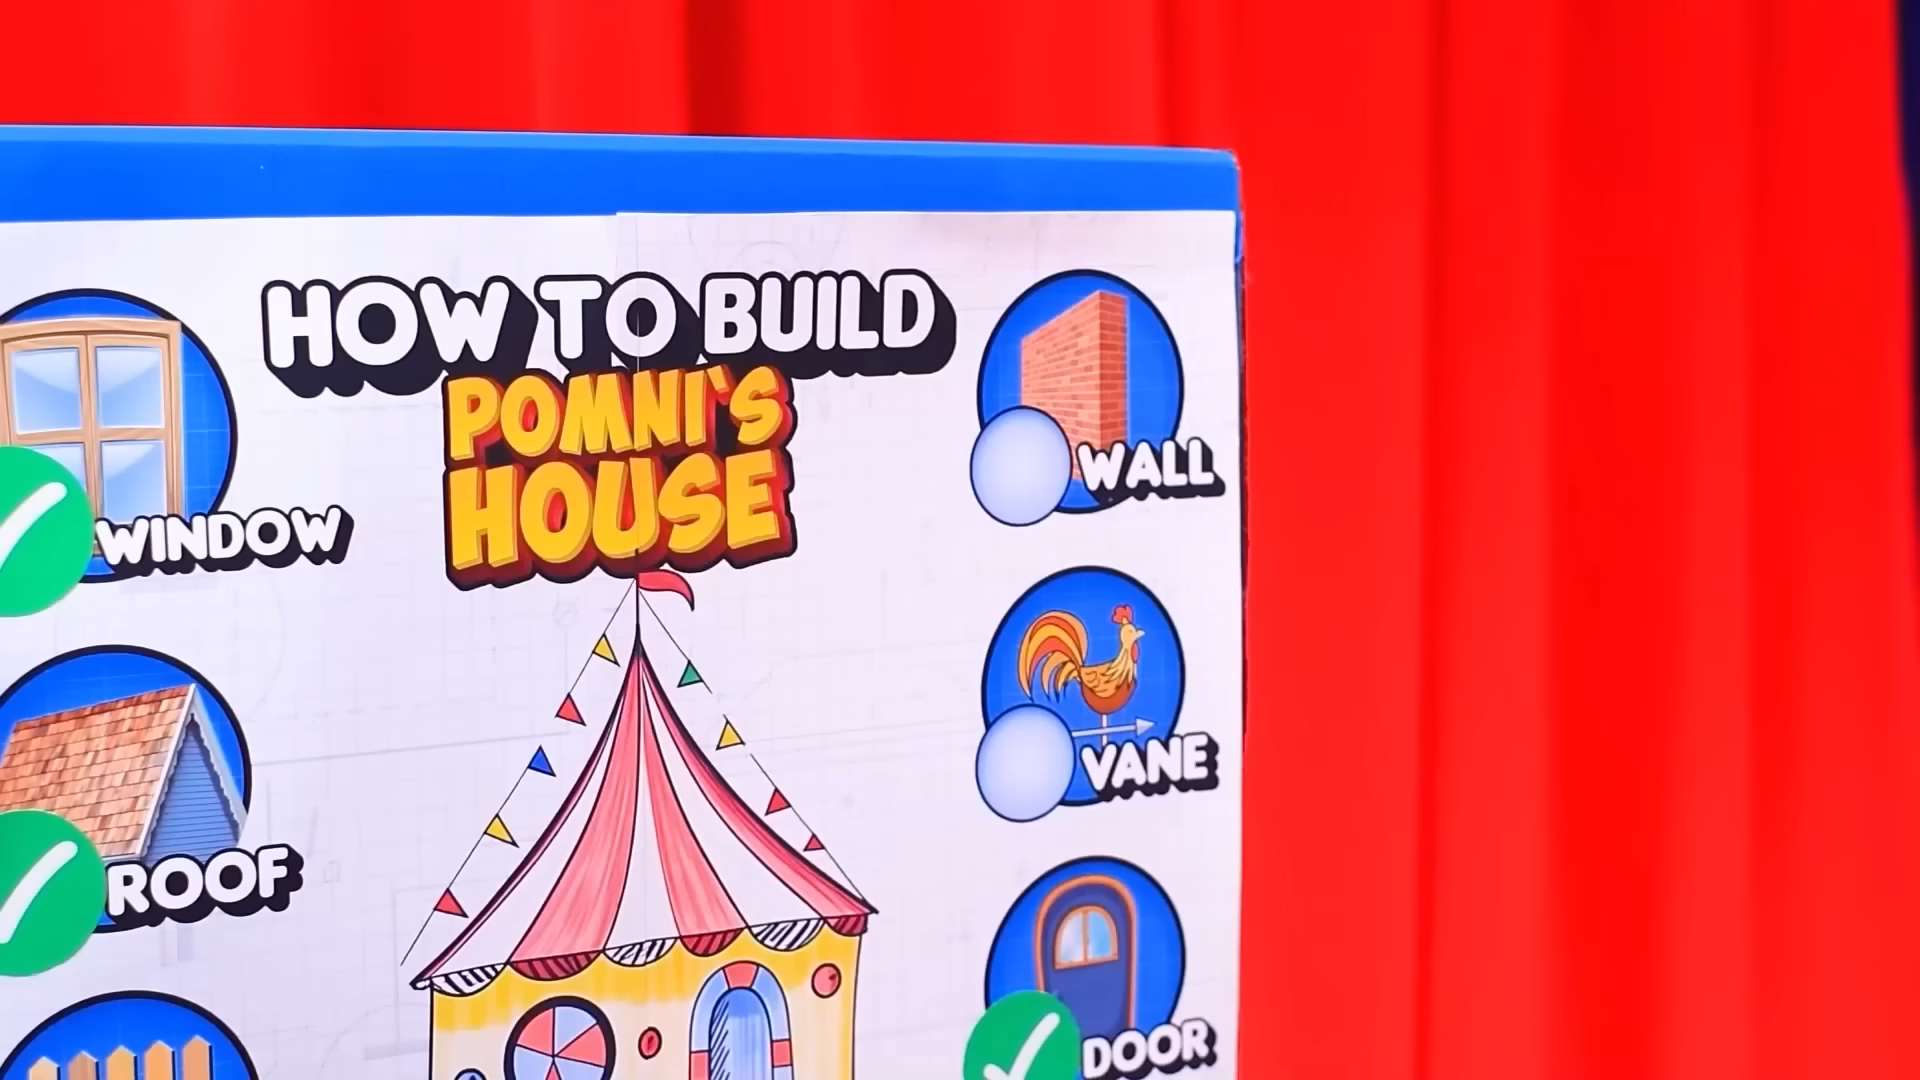 HOW TO BUILD
POMNI'S
HOUSE
WINDOW
ROOF
WALL
VANE
DOOR